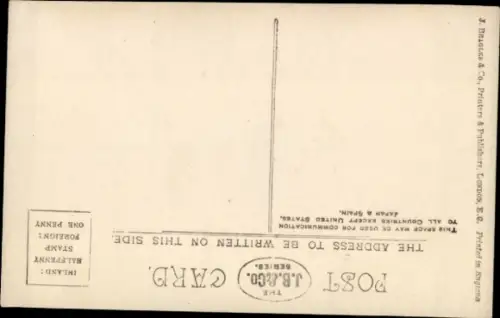 POST CARD.
THE
J.B.&CO.
SERIES.
THE ADDRESS TO BE WRITTEN ON THIS SIDE.
INLAND:
HALFPENNY
STAMP
FOREIGN:
ONE PENNY
THIS SPACE MAY BE USED FOR COMMUNICATION
TO ALL COUNTRIES EXCEPT UNITED STATES,
JAPAN & SPAIN.
J. & Co., Printers & Publishers, London, E.C. Printed in